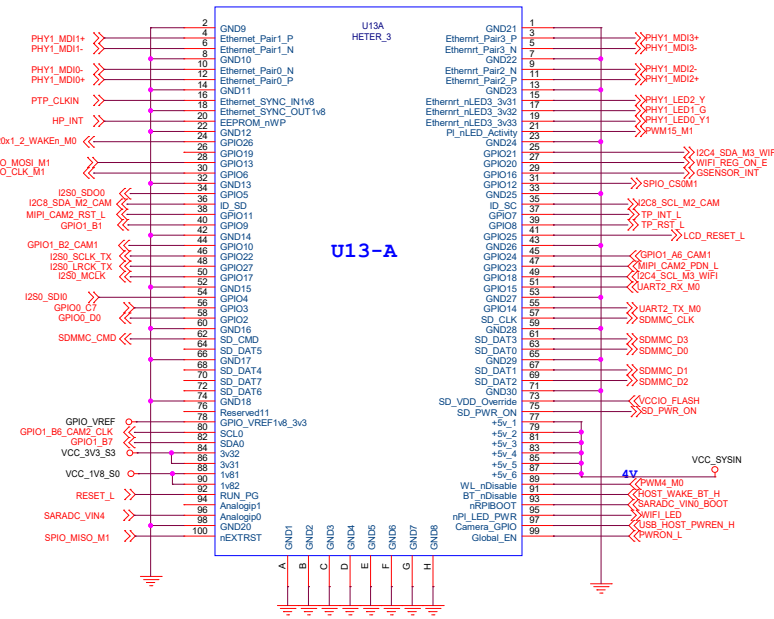 U13A
HETER_3
2 GND9 GND21 1
PHY1_MDI1+ 4 Ethernet_Pair1_P Ethernrt_Pair3_P 3 PHY1_MDI3+
PHY1_MDI1- 6 Ethernet_Pair1_N Ethernrt_Pair3_N 5 PHY1_MDI3-
8 GND10 GND22 7
PHY1_MDI0- 10 Ethernet_Pair0_N Ethernrt_Pair2_N 9 PHY1_MDI2-
PHY1_MDI0+ 12 Ethernet_Pair0_P Ethernrt_Pair2_P 11 PHY1_MDI2+
14 GND11 GND23 13
PTP_CLKIN 16 Ethernet_SYNC_IN1v8 Ethernrt_nLED3_3v31 15 PHY1_LED2_Y
18 Ethernet_SYNC_OUT1v8 Ethernrt_nLED3_3v32 17 PHY1_LED1_G
HP_INT 20 EEPROM_nWP Ethernrt_nLED3_3v33 19 PHY1_LED0_Y1
22 GND12 PI_nLED_Activity 21 PWM15_M1
20x1_2_WAKEn_M0 24 GPIO26 GND24 23
26 GPIO19 GPIO21 25 I2C4_SDA_M3_WIF
O_MOSI_M1 28 GPIO13 GPIO20 27 WIFI_REG_ON_E
O_CLK_M1 30 GPIO6 GPIO16 29 GSENSOR_INT
32 GND13 GPIO12 31 SPIO_CS0M1
I2S0_SDO0 34 GPIO5 GND25 33
I2C8_SDA_M2_CAM 36 ID_SD ID_SC 35 I2C8_SCL_M2_CAM
MIPI_CAM2_RST_L 38 GPIO11 GPIO7 37 TP_INT_L
GPIO1_B1 40 GPIO9 GPIO8 39 TP_RST_L
42 GND14 GPIO25 41 LCD_RESET_L
GPIO1_B2_CAM1 44 GPIO10 GND26 43
I2S0_SCLK_TX 46 GPIO22 GPIO24 45 GPIO1_A6_CAM1
I2S0_LRCK_TX 48 GPIO27 GPIO23 47 MIPI_CAM2_PDN_L
I2S0_MCLK 50 GPIO17 GPIO18 49 I2C4_SCL_M3_WIFI
52 GND15 GPIO15 51 UART2_RX_M0
I2S0_SDI0 54 GPIO4 GND27 53
GPIO0_C7 56 GPIO3 GPIO14 55 UART2_TX_M0
GPIO0_D0 58 GPIO2 SD_CLK 57 SDMMC_CLK
60 GND16 GND28 59
SDMMC_CMD 62 SD_CMD SD_DAT3 61 SDMMC_D3
64 SD_DAT5 SD_DAT0 63 SDMMC_D0
66 GND17 GND29 65
68 SD_DAT4 SD_DAT1 67 SDMMC_D1
70 SD_DAT7 SD_DAT2 69 SDMMC_D2
72 SD_DAT6 GND30 71
74 GND18 SD_VDD_Override 73 VCCIO_FLASH
76 Reserved11 SD_PWR_ON 75 SD_PWR_ON
GPIO_VREF 78 GPIO_VREF1v8_3v3 +5v_1 77
GPIO1_B6_CAM2_CLK 80 SCL0 +5v_2 79
GPIO1_B7 82 SDA0 +5v_3 81
VCC_3V3_S3 84 3v32 +5v_4 83
86 3v31 +5v_5 85 VCC_SYSIN
VCC_1V8_S0 88 1v81 +5v_6 87 4V
90 1v82 WL_nDisable 89 PWM4_M0
RESET_L 92 RUN_PG BT_nDisable 91 HOST_WAKE_BT_H
94 Analogip1 nRPIBOOT 93 SARADC_VIN0_BOOT
SARADC_VIN4 96 Analogip0 nPI_LED_PWR 95 WIFI_LED
98 GND20 Camera_GPIO 97 USB_HOST_PWREN_H
SPIO_MISO_M1 100 nEXTRST Global_EN 99 PWRON_L
U13-A
GND1 GND2 GND3 GND4 GND5 GND6 GND7 GND8
A B C D E F G H